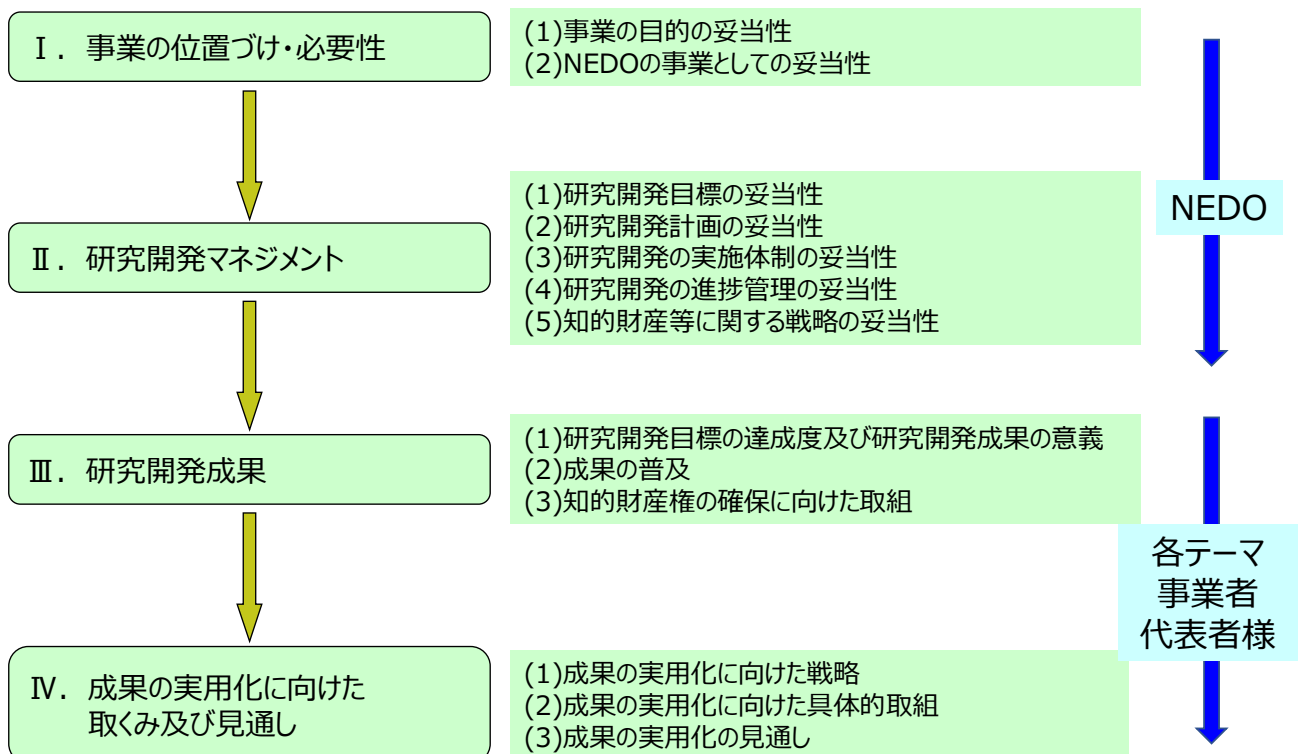 Ⅰ．事業の位置づけ・必要性
(1)事業の目的の妥当性
(2)NEDOの事業としての妥当性
NEDO
Ⅱ．研究開発マネジメント
(1)研究開発目標の妥当性
(2)研究開発計画の妥当性
(3)研究開発の実施体制の妥当性
(4)研究開発の進捗管理の妥当性
(5)知的財産等に関する戦略の妥当性
Ⅲ．研究開発成果
(1)研究開発目標の達成度及び研究開発成果の意義
(2)成果の普及
(3)知的財産権の確保に向けた取組
各テーマ
事業者
代表者様
Ⅳ．成果の実用化に向けた
取くみ及び見通し
(1)成果の実用化に向けた戦略
(2)成果の実用化に向けた具体的取組
(3)成果の実用化の見通し